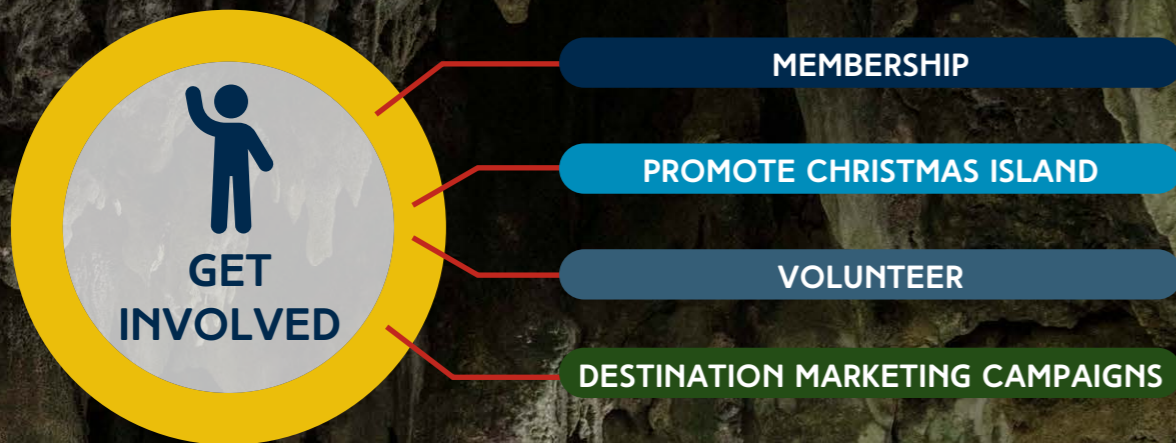 GET
INVOLVED
MEMBERSHIP
PROMOTE CHRISTMAS ISLAND
VOLUNTEER
DESTINATION MARKETING CAMPAIGNS